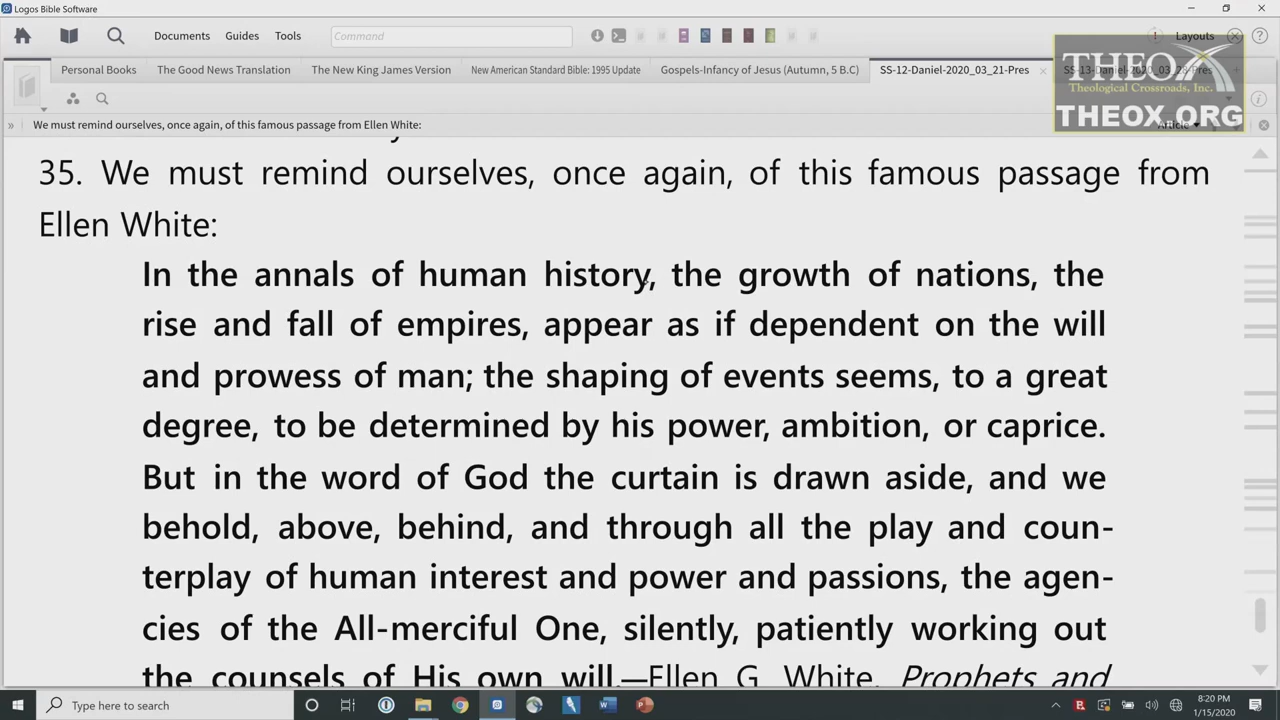 Logos Bible Software
Documents Guides Tools Command Layouts
THEOX
Theological Crossroads, Inc.
THEOX.ORG
Personal Books The Good News Translation The New King James Version New American Standard Bible: 1995 Update Gospels-Infancy of Jesus (Autumn, 5 B.C) SS-12-Daniel-2020_03_21-Pres
We must remind ourselves, once again, of this famous passage from Ellen White: Article
35. We must remind ourselves, once again, of this famous passage from
Ellen White:
In the annals of human history, the growth of nations, the
rise and fall of empires, appear as if dependent on the will
and prowess of man; the shaping of events seems, to a great
degree, to be determined by his power, ambition, or caprice.
But in the word of God the curtain is drawn aside, and we
behold, above, behind, and through all the play and coun-
terplay of human interest and power and passions, the agen-
cies of the All-merciful One, silently, patiently working out
the counsels of His own will.—Ellen G. White, Prophets and
Type here to search
8:20 PM
1/15/2020